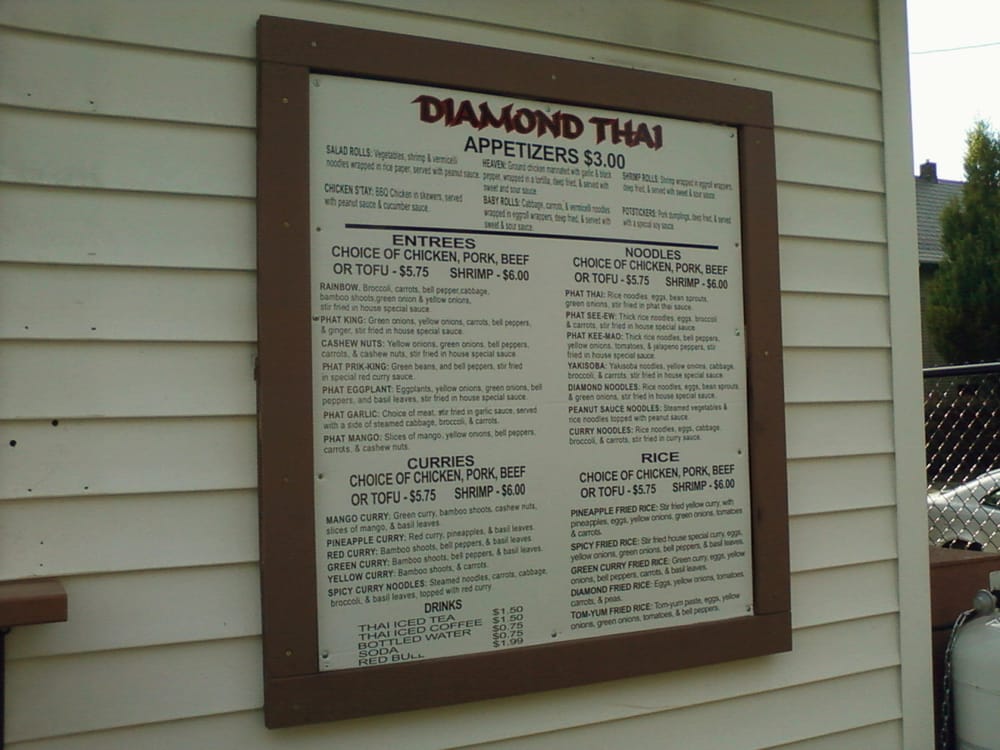 DIAMOND THAI
APPETIZERS $3.00
SALAD ROLLS: Vegetables, shrimp & vermicelli
noodles wrapped in rice paper, served with peanut sauce.
CHICKEN S'TAY: BBQ Chicken in skewers, served
with peanut sauce & cucumber sauce.
HEAVEN: Ground chicken marinated with garlic & black
pepper, wrapped in a tortilla, deep fried, & served with
sweet and sour sauce.
BABY ROLLS: Cabbage, carrots, & vermicelli noodles
wrapped in eggroll wrappers, deep fried, & served with
sweet & sour sauce.
SHRIMP ROLLS: Shrimp wrapped in eggroll wrappers,
deep fried, & served with sweet & sour sauce.
POTSTICKERS: Pork dumplings, deep fried, & served
with a special soy sauce.
ENTREES
CHOICE OF CHICKEN, PORK, BEEF
OR TOFU - $5.75 SHRIMP - $6.00
RAINBOW: Broccoli, carrots, bell pepper,cabbage,
bamboo shoots,green onion & yellow onions,
stir fried in house special sauce.
PHAT KING: Green onions, yellow onions, carrots, bell peppers,
& ginger, stir fried in house special sauce.
CASHEW NUTS: Yellow onions, green onions, bell peppers,
carrots, & cashew nuts, stir fried in house special sauce.
PHAT PRIK-KING: Green beans, and bell peppers, stir fried
in special red curry sauce.
PHAT EGGPLANT: Eggplants, yellow onions, green onions, bell
peppers, and basil leaves, stir fried in house special sauce.
PHAT GARLIC: Choice of meat, stir fried in garlic sauce, served
with a side of steamed cabbage, broccoli, & carrots.
PHAT MANGO: Slices of mango, yellow onions, bell peppers,
carrots, & cashew nuts.
CURRIES
CHOICE OF CHICKEN, PORK, BEEF
OR TOFU - $5.75 SHRIMP - $6.00
MANGO CURRY: Green curry, bamboo shoots, cashew nuts,
slices of mango, & basil leaves.
PINEAPPLE CURRY: Red curry, pineapples, & basil leaves.
RED CURRY: Bamboo shoots, bell peppers, & basil leaves.
GREEN CURRY: Bamboo shoots, bell peppers, & basil leaves.
YELLOW CURRY: Bamboo shoots, & carrots.
SPICY CURRY NOODLES: Steamed noodles, carrots, cabbage,
broccoli, & basil leaves, topped with red curry.
DRINKS
THAI ICED TEA $1.50
THAI ICED COFFEE $1.50
BOTTLED WATER $0.75
SODA $0.75
RED BULL $1.99
NOODLES
CHOICE OF CHICKEN, PORK, BEEF
OR TOFU - $5.75 SHRIMP - $6.00
PHAT THAI: Rice noodles, eggs, bean sprouts,
green onions, stir fried in phat thai sauce.
PHAT SEE-EW: Thick rice noodles, eggs, broccoli
& carrots, stir fried in house special sauce.
PHAT KEE-MAO: Thick rice noodles, bell peppers,
yellow onions, tomatoes, & jalapeno peppers, stir
fried in house special sauce.
YAKISOBA: Yakisoba noodles, yellow onions, cabbage,
broccoli, & carrots, stir fried in house special sauce.
DIAMOND NOODLES: Rice noodles, eggs, bean sprouts,
& green onions, stir fried in house special sauce.
PEANUT SAUCE NOODLES: Steamed vegetables &
rice noodles topped with peanut sauce.
CURRY NOODLES: Rice noodles, eggs, cabbage,
broccoli, & carrots, stir fried in curry sauce.
RICE
CHOICE OF CHICKEN, PORK, BEEF
OR TOFU - $5.75 SHRIMP - $6.00
PINEAPPLE FRIED RICE: Stir fried yellow curry, with
pineapples, eggs, yellow onions, green onions, tomatoes
& carrots.
SPICY FRIED RICE: Stir fried house special curry, eggs,
yellow onions, green onions, bell peppers, & basil leaves.
GREEN CURRY FRIED RICE: Green curry, eggs, yellow
onions, bell peppers, carrots, & basil leaves.
DIAMOND FRIED RICE: Eggs, yellow onions, tomatoes,
carrots, & peas.
TOM-YUM FRIED RICE: Tom-yum paste, eggs, yellow
onions, green onions, tomatoes, & bell peppers.